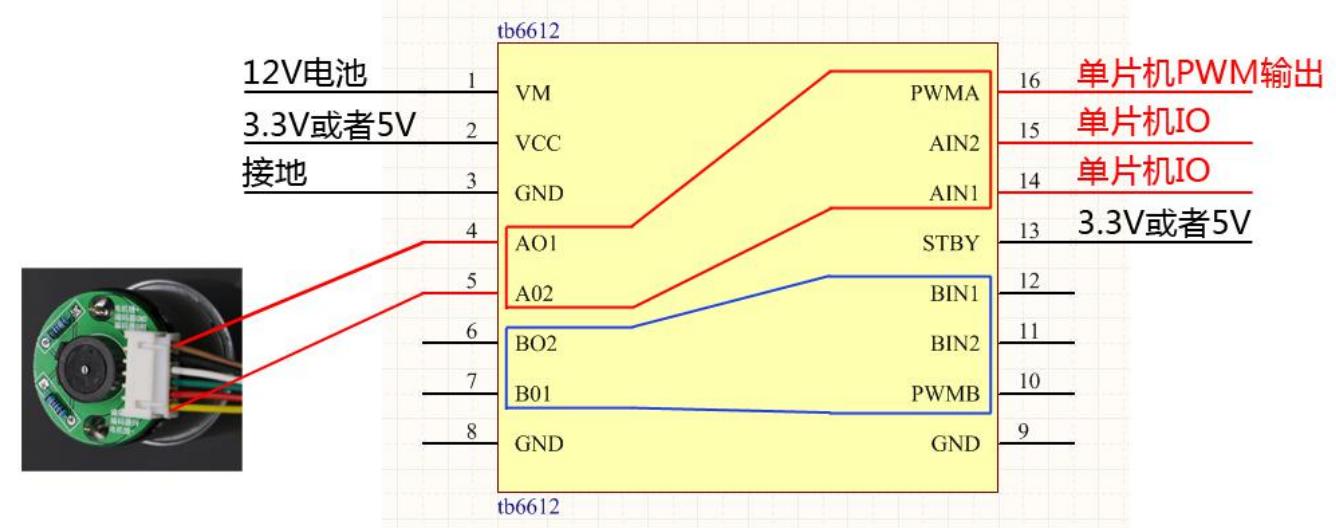 tb6612
12V电池 1 VM PWMA 16 单片机PWM输出
3.3V或者5V 2 VCC AIN2 15 单片机IO
接地 3 GND AIN1 14 单片机IO
4 AO1 STBY 13 3.3V或者5V
5 A02 BIN1 12
6 BO2 BIN2 11
7 B01 PWMB 10
8 GND GND 9
tb6612